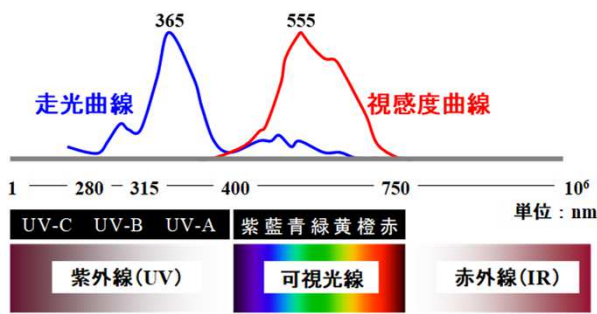 365 555
走光曲線 視感度曲線
1 280 315 400 750 10⁶
単位：nm
UV-C UV-B UV-A 紫藍青緑黄橙赤
紫外線(UV) 可視光線 赤外線(IR)